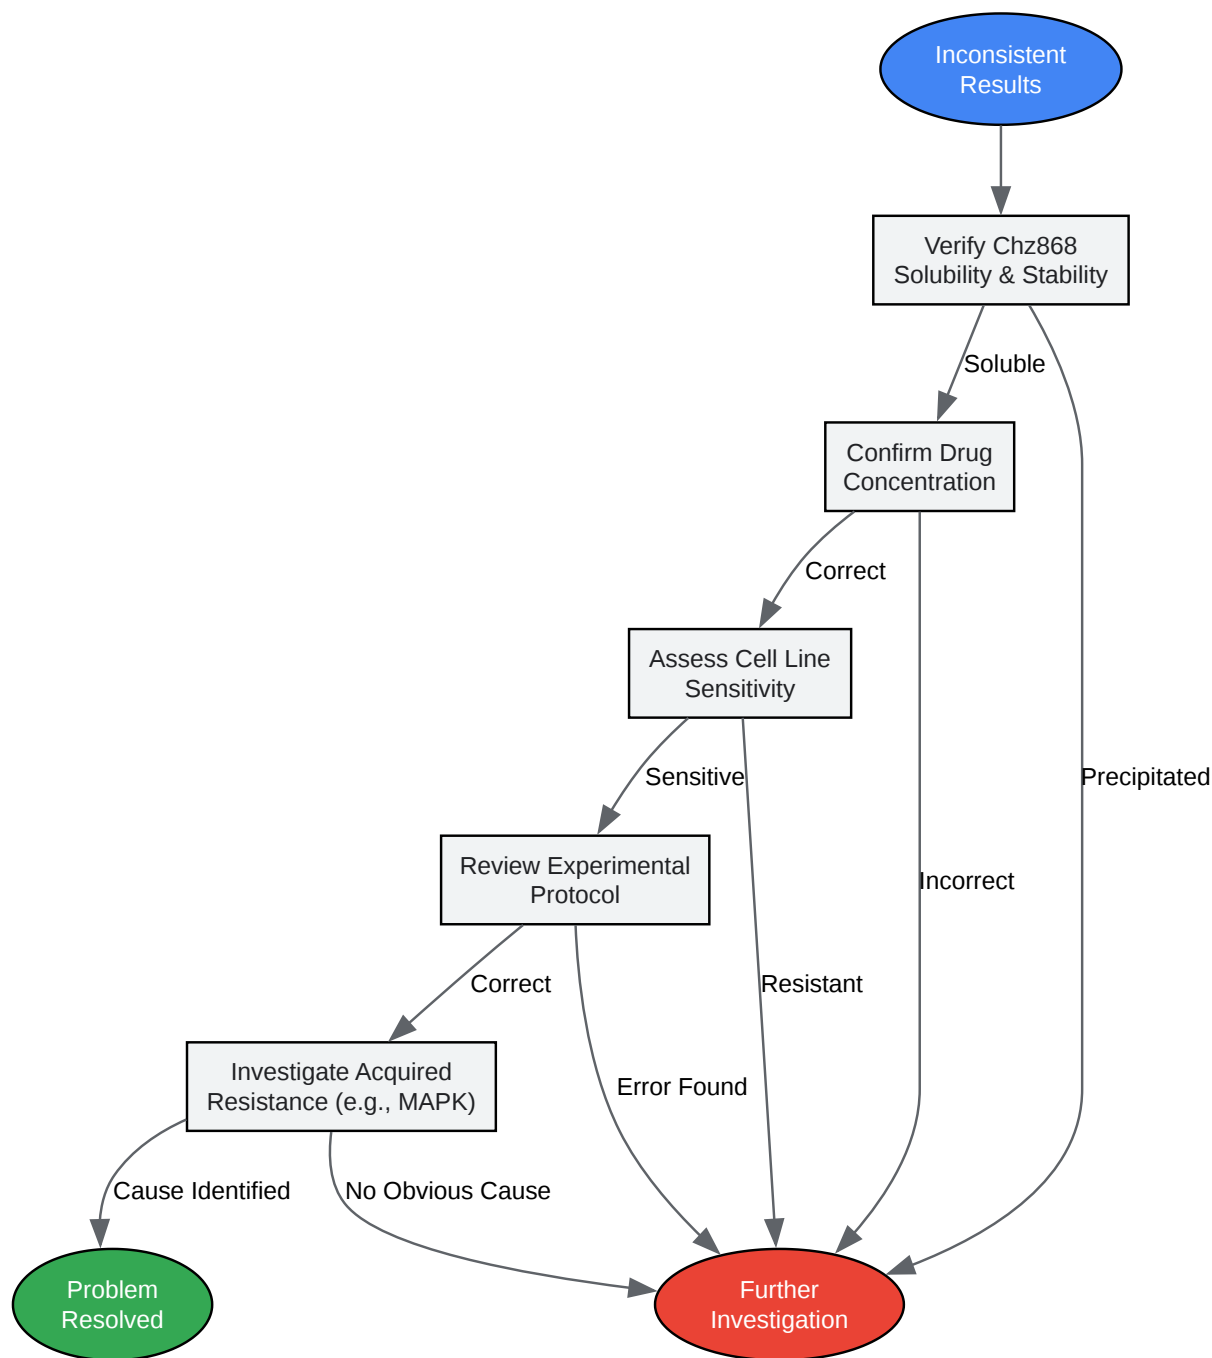 Inconsistent
Results
Verify Chz868
Solubility & Stability
Soluble
Confirm Drug
Concentration
Correct
Assess Cell Line
Sensitivity
Sensitive
Precipitated
Review Experimental
Protocol
Incorrect
Correct
Resistant
Investigate Acquired
Resistance (e.g., MAPK)
Error Found
Cause Identified
No Obvious Cause
Problem
Resolved
Further
Investigation